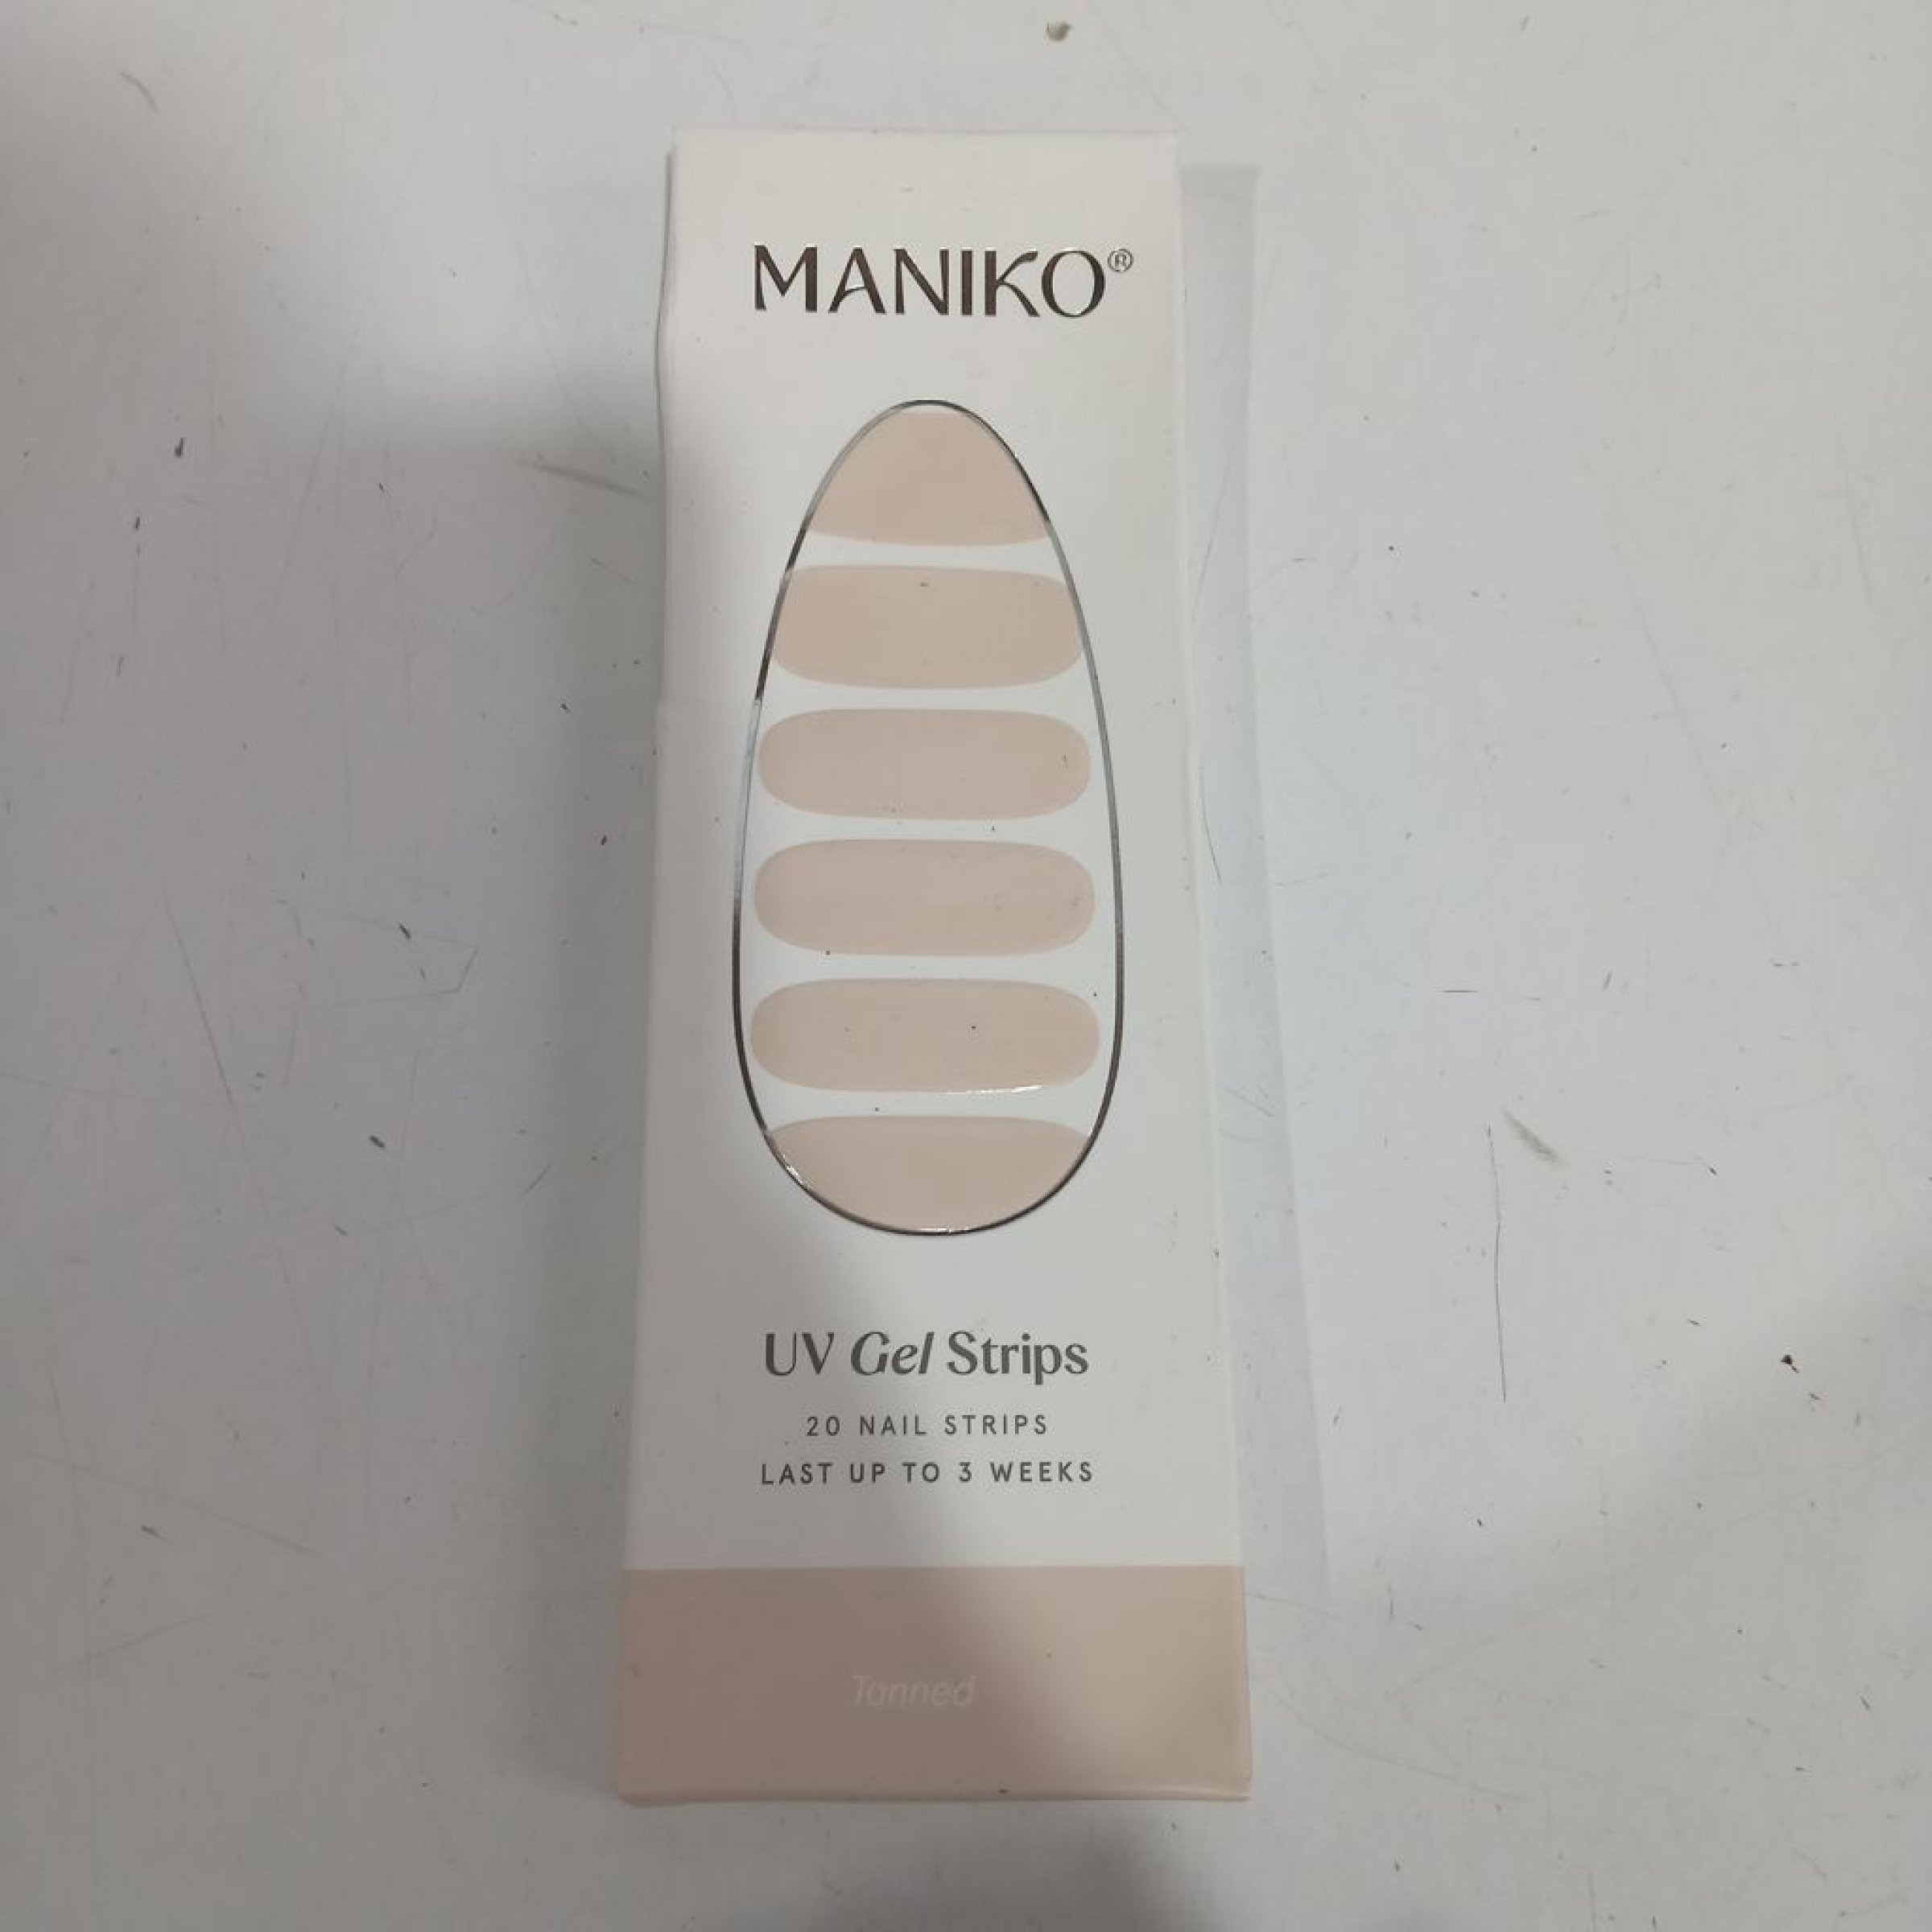 MANIKO®
UV Gel Strips
20 NAIL STRIPS
LAST UP TO 3 WEEKS
Tanned